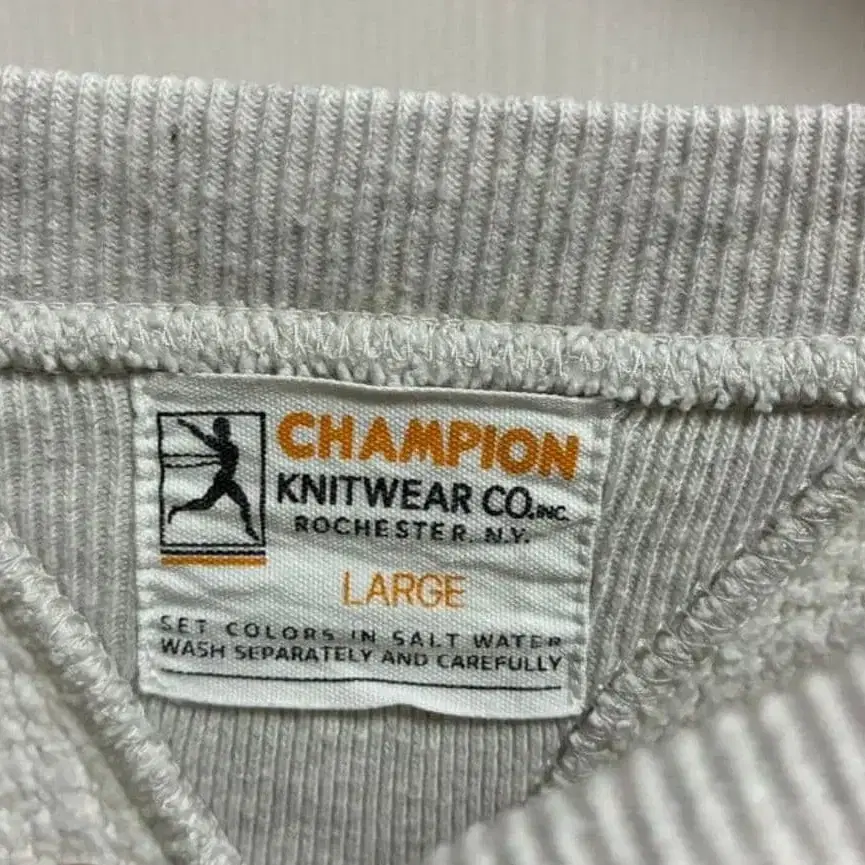 CHAMPION
KNITWEAR CO. INC.
ROCHESTER. N.Y.
LARGE
SET COLORS IN SALT WATER
WASH SEPARATELY AND CAREFULLY